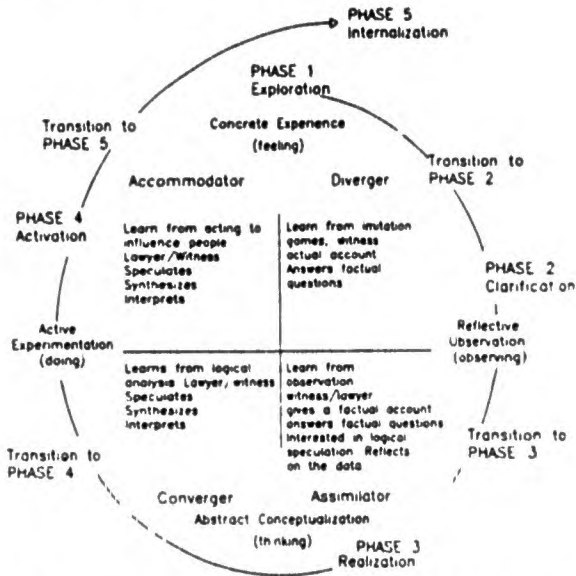 PHASE 5
Internalization
PHASE 1
Exploration
Concrete Experience
(feeling)
Transition to
PHASE 5
Transition to
PHASE 2
Accommodator
Diverger
PHASE 4
Activation
Learn from acting to
influence people
Lawyer/Witness
Speculates
Synthesizes
Interprets
Learn from imitation
games, witness
actual account
Answers factual
questions
PHASE 2
Clarification
Active
Experimentation
(doing)
Reflective
Observation
(observing)
Learns from logical
analysis Lawyer/witness
Speculates
Synthesizes
Interprets
Learn from
observation
witness/lawyer
gives a factual account
answers factual questions
Interested in logical
speculation Reflects
on the data
Transition to
PHASE 4
Transition to
PHASE 3
Converger
Assimilator
Abstract Conceptualization
(thinking)
PHASE 3
Realization